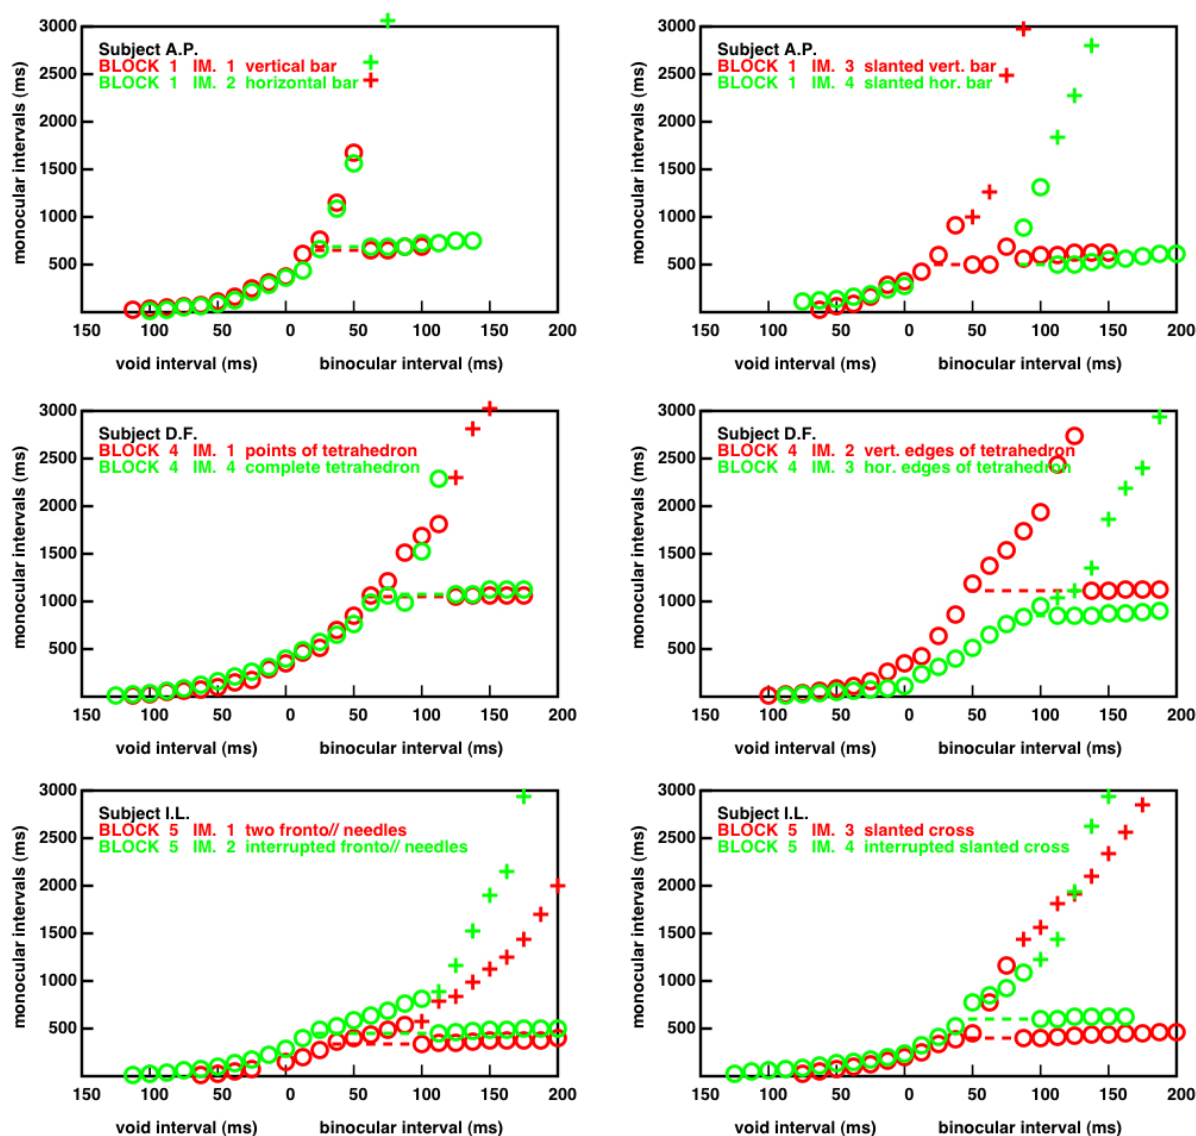 3000
Subject A.P.
BLOCK 1 IM. 1 vertical bar
BLOCK 1 IM. 2 horizontal bar
2500
2000
1500
1000
500
monocular intervals (ms)
150 100 50 0 50 100 150 200
void interval (ms) binocular interval (ms)
3000
Subject A.P.
BLOCK 1 IM. 3 slanted vert. bar
BLOCK 1 IM. 4 slanted hor. bar
2500
2000
1500
1000
500
monocular intervals (ms)
150 100 50 0 50 100 150 200
void interval (ms) binocular interval (ms)
3000
Subject D.F.
BLOCK 4 IM. 1 points of tetrahedron
BLOCK 4 IM. 4 complete tetrahedron
2500
2000
1500
1000
500
monocular intervals (ms)
150 100 50 0 50 100 150 200
void interval (ms) binocular interval (ms)
3000
Subject D.F.
BLOCK 4 IM. 2 vert. edges of tetrahedron
BLOCK 4 IM. 3 hor. edges of tetrahedron
2500
2000
1500
1000
500
monocular intervals (ms)
150 100 50 0 50 100 150 200
void interval (ms) binocular interval (ms)
3000
Subject I.L.
BLOCK 5 IM. 1 two fronto// needles
BLOCK 5 IM. 2 interrupted fronto// needles
2500
2000
1500
1000
500
monocular intervals (ms)
150 100 50 0 50 100 150 200
void interval (ms) binocular interval (ms)
3000
Subject I.L.
BLOCK 5 IM. 3 slanted cross
BLOCK 5 IM. 4 interrupted slanted cross
2500
2000
1500
1000
500
monocular intervals (ms)
150 100 50 0 50 100 150 200
void interval (ms) binocular interval (ms)